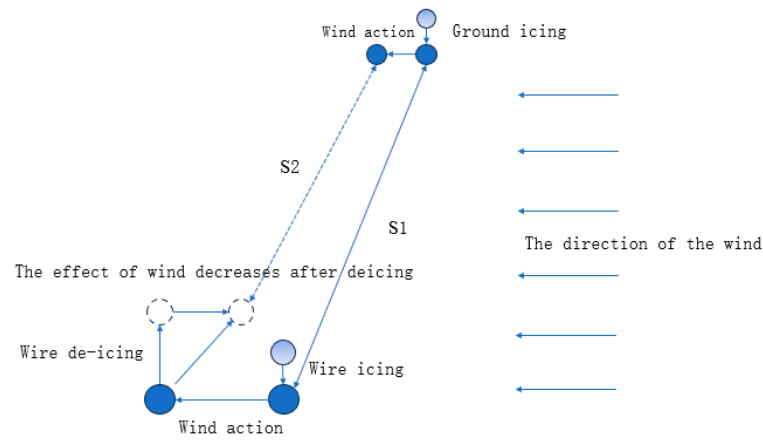 Wind action
Ground icing
S2
S1
The direction of the wind
The effect of wind decreases after deicing
Wire de-icing
Wire icing
Wind action